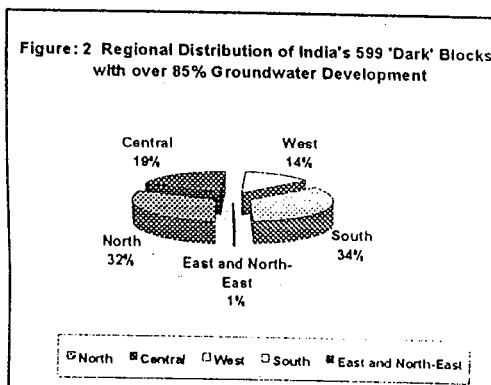 Figure: 2 Regional Distribution of India's 599 'Dark' Blocks
with over 85% Groundwater Development
Central
19%
West
14%
North
32%
South
34%
East and North-
East
1%
North Central West South East and North-East